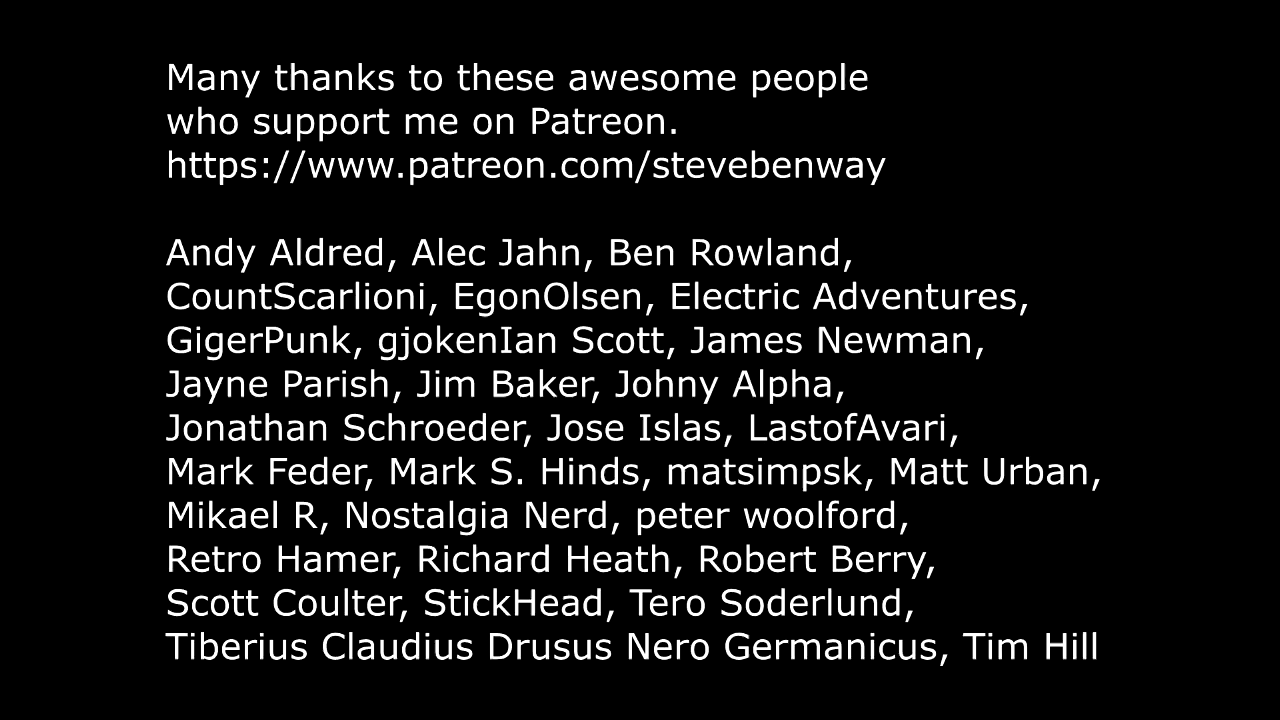 Many thanks to these awesome people
who support me on Patreon.
https://www.patreon.com/stevebenway
Andy Aldred, Alec Jahn, Ben Rowland,
CountScarlioni, EgonOlsen, Electric Adventures,
GigerPunk, gjokenIan Scott, James Newman,
Jayne Parish, Jim Baker, Johny Alpha,
Jonathan Schroeder, Jose Islas, LastofAvari,
Mark Feder, Mark S. Hinds, matsimpsk, Matt Urban,
Mikael R, Nostalgia Nerd, peter woolford,
Retro Hamer, Richard Heath, Robert Berry,
Scott Coulter, StickHead, Tero Soderlund,
Tiberius Claudius Drusus Nero Germanicus, Tim Hill